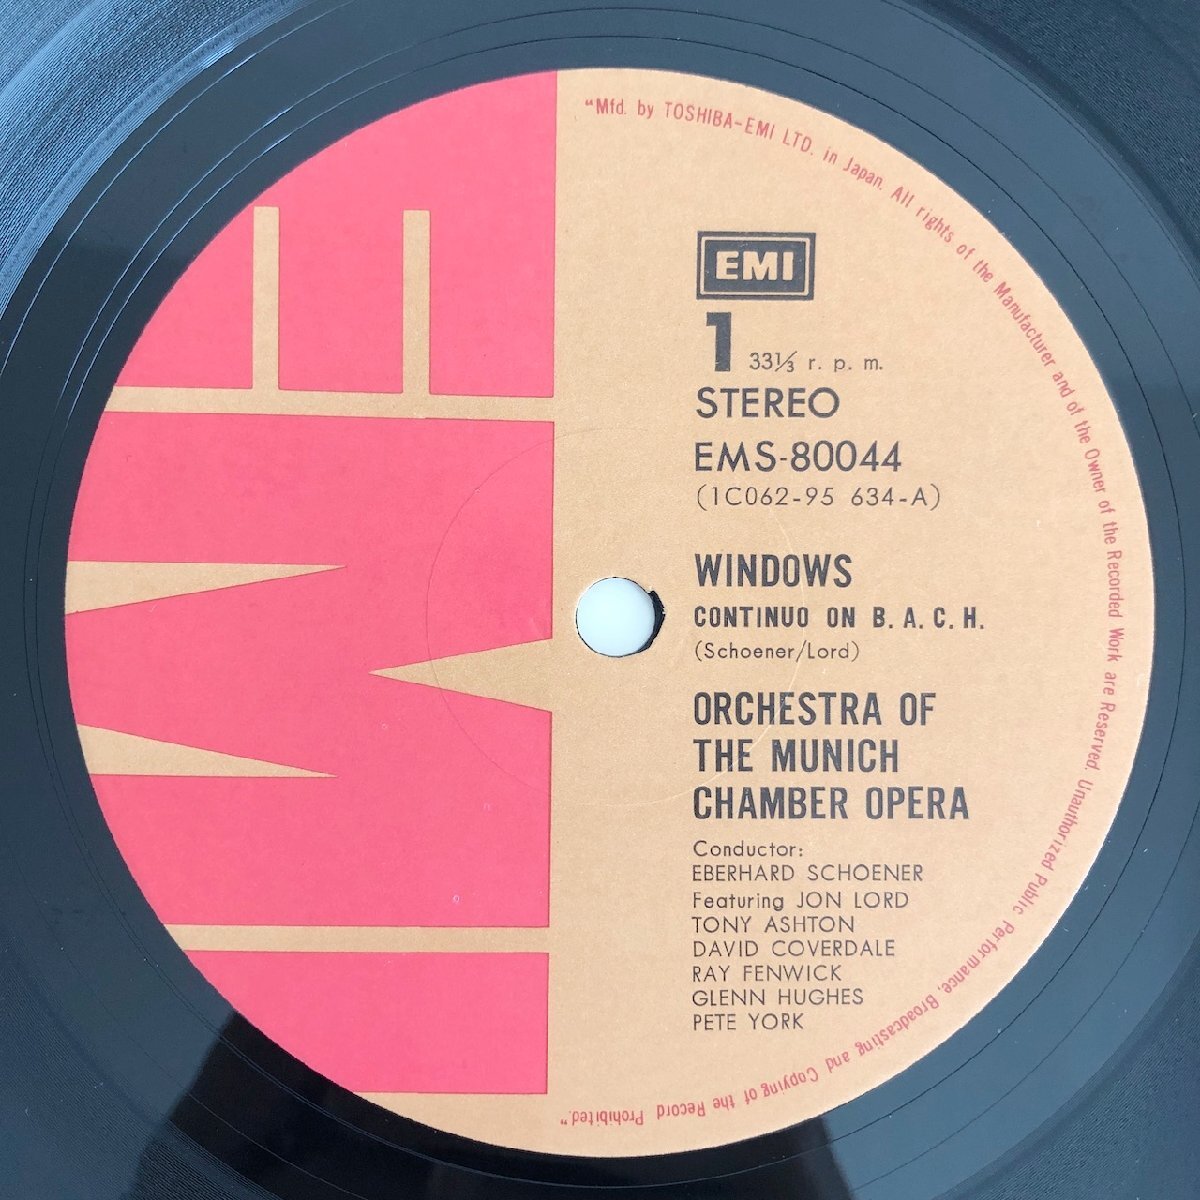 "Mfd. by TOSHIBA-EMI LTD. in Japan. All rights of the Manufacturer and of the Owner of the Recorded Work are Reserved. Unauthorized Public Performance, Broadcasting and Copying of the Record Prohibited."
EMI
EMI
1 33⅓ r. p. m.
STEREO
EMS-80044
(1C062-95 634-A)
WINDOWS
CONTINUO ON B. A. C. H.
(Schoener/Lord)
ORCHESTRA OF
THE MUNICH
CHAMBER OPERA
Conductor:
EBERHARD SCHOENER
Featuring JON LORD
TONY ASHTON
DAVID COVERDALE
RAY FENWICK
GLENN HUGHES
PETE YORK